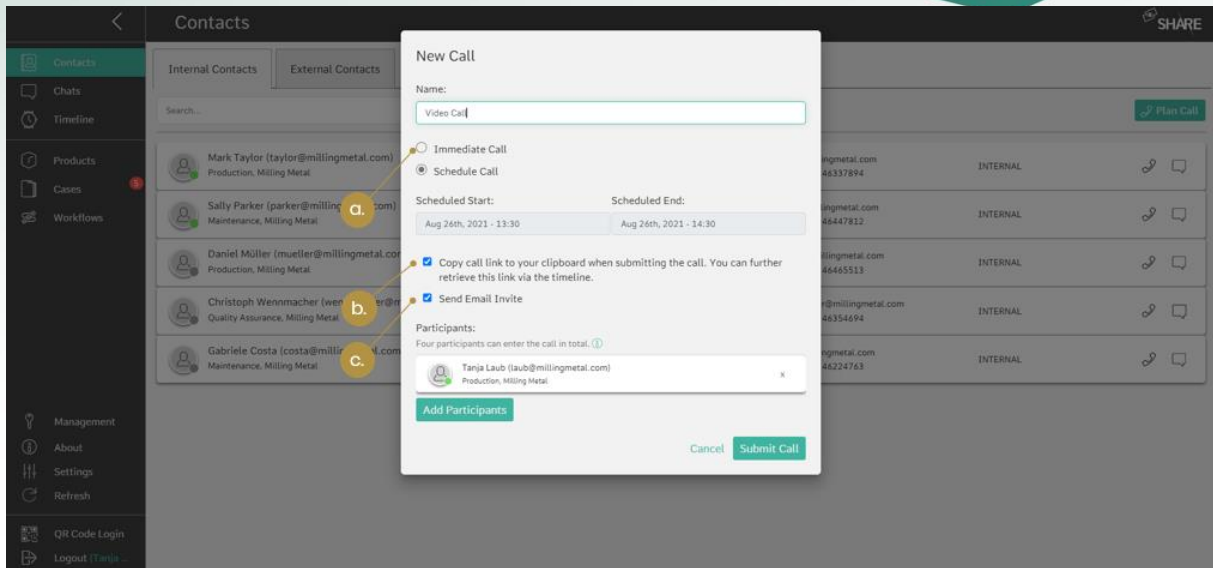 Contacts
SHARE
Contacts
Chats
Timeline
Products
Cases
5
Workflows
Management
About
Settings
Refresh
QR Code Login
Logout (Tanja ...
Internal Contacts
External Contacts
Search...
Plan Call
Mark Taylor (taylor@millingmetal.com)
Production, Milling Metal
ingmetal.com
46337894
INTERNAL
Sally Parker (parker@milling com)
Maintenance, Milling Metal
46447812
INTERNAL
Daniel Müller (mueller@millingmetal.cor
Production, Milling Metal
46465513
INTERNAL
Christoph Wennmacher (wer er@m
Quality Assurance, Milling Metal
r@millingmetal.com
46354694
INTERNAL
Gabriele Costa (costa@milli l.com
Maintenance, Milling Metal
46224763
INTERNAL
New Call
Name:
Video Call
Immediate Call
Schedule Call
Scheduled Start:
Scheduled End:
Aug 26th, 2021 - 13:30
Aug 26th, 2021 - 14:30
Copy call link to your clipboard when submitting the call. You can further
retrieve this link via the timeline.
Send Email Invite
Participants:
Four participants can enter the call in total.
Tanja Laub (laub@millingmetal.com)
Production, Milling Metal
x
Add Participants
Cancel
Submit Call
a.
b.
c.